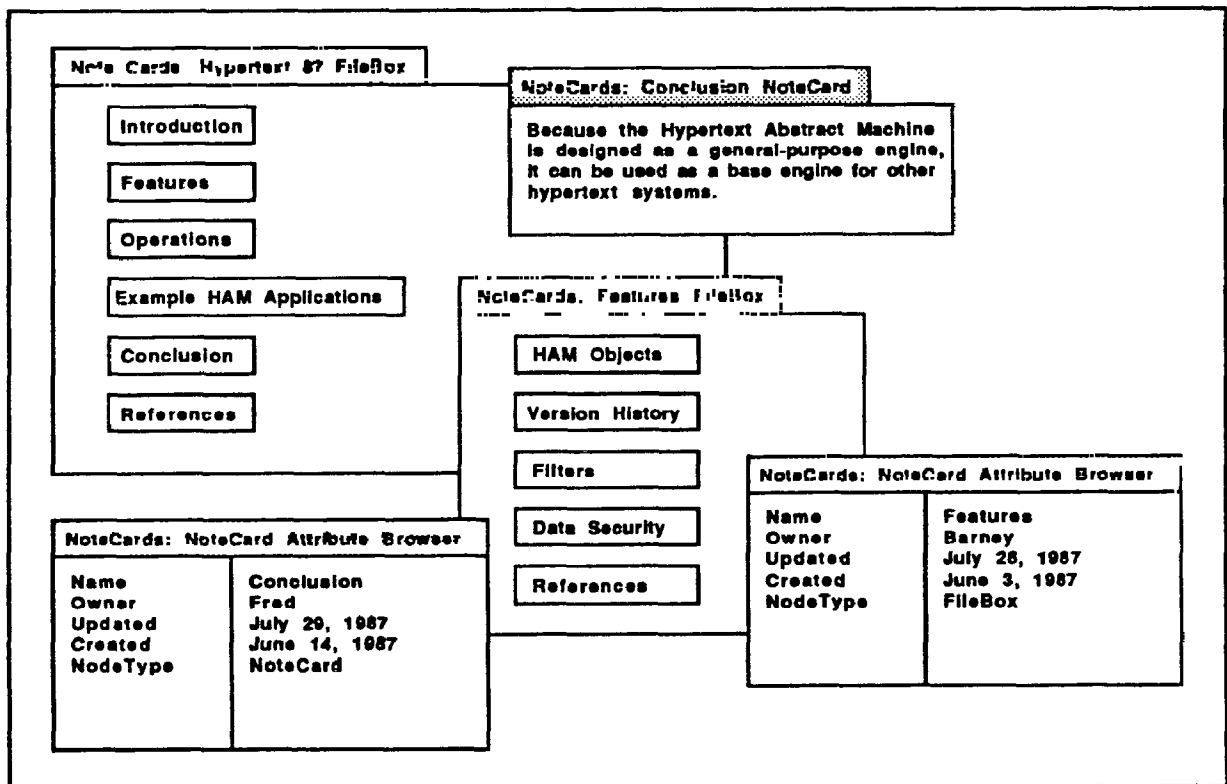 Note Cards Hypertext 87 FileBox
Introduction
Features
Operations
Example HAM Applications
Conclusion
References
NoteCards: Conclusion NoteCard
Because the Hypertext Abstract Machine
is designed as a general-purpose engine,
it can be used as a base engine for other
hypertext systems.
NoteCards. Features FileBox
HAM Objects
Version History
Filters
Data Security
References
NoteCards: NoteCard Attribute Browser
Name Conclusion
Owner Fred
Updated July 29, 1987
Created June 14, 1987
NodeType NoteCard
NoteCards: NoteCard Attribute Browser
Name Features
Owner Barney
Updated July 26, 1987
Created June 3, 1987
NodeType FileBox